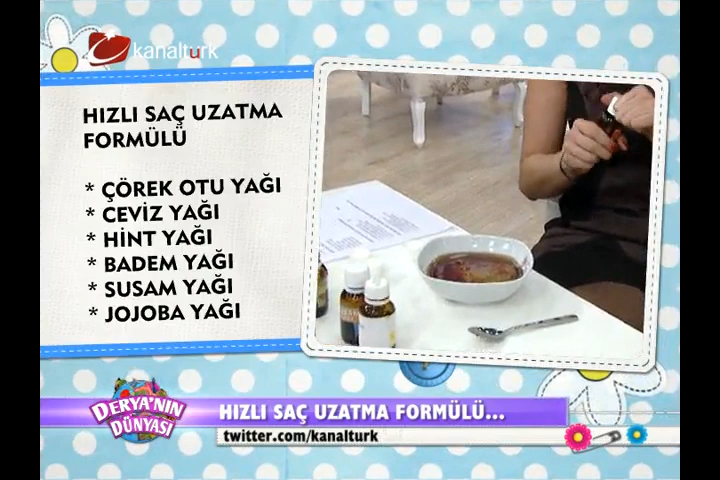 kanaltürk
HIZLI SAÇ UZATMA
FORMÜLÜ
* ÇÖREK OTU YAĞI
* CEVİZ YAĞI
* HİNT YAĞI
* BADEM YAĞI
* SUSAM YAĞI
* JOJOBA YAĞI
DERYA'NIN
DÜNYASI
HIZLI SAÇ UZATMA FORMÜLÜ...
twitter.com/kanalturk